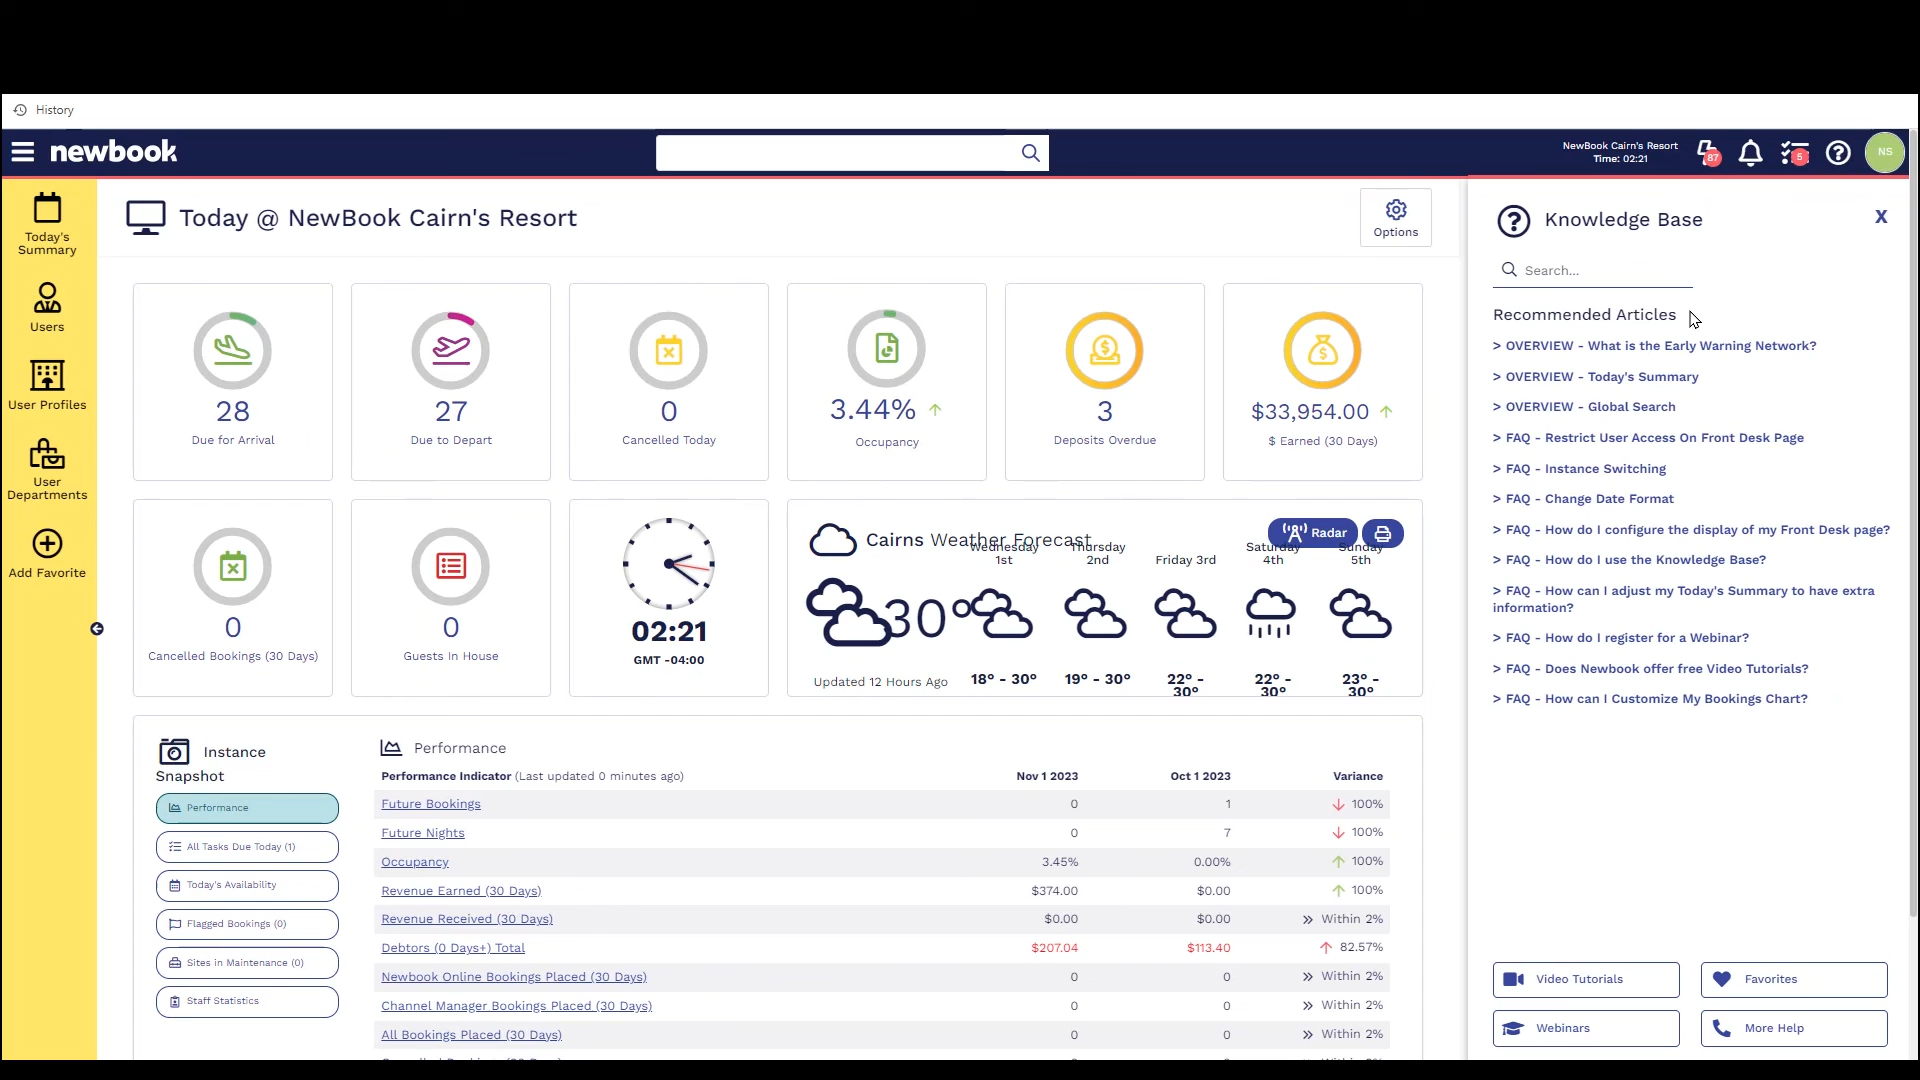 History
newbook
NewBook Cairn's Resort
Time: 02:21
87
5
NS
Today's
Summary
Users
User Profiles
User
Departments
Add Favorite
Today @ NewBook Cairn's Resort
Options
28
Due for Arrival
27
Due to Depart
0
Cancelled Today
3.44%
Occupancy
3
Deposits Overdue
$33,954.00
$ Earned (30 Days)
0
Cancelled Bookings (30 Days)
0
Guests In House
02:21
GMT -04:00
Cairns Weather Forecast
Radar
30°
Updated 12 Hours Ago
Wednesday
1st
18° - 30°
Thursday
2nd
19° - 30°
Friday 3rd
22° -
30°
Saturday
4th
22° -
30°
Sunday
5th
23° -
30°
Instance
Snapshot
Performance
All Tasks Due Today (1)
Today's Availability
Flagged Bookings (0)
Sites in Maintenance (0)
Staff Statistics
Performance
Performance Indicator (Last updated 0 minutes ago) Nov 1 2023 Oct 1 2023 Variance
Future Bookings 0 1 100%
Future Nights 0 7 100%
Occupancy 3.45% 0.00% 100%
Revenue Earned (30 Days) $374.00 $0.00 100%
Revenue Received (30 Days) $0.00 $0.00 Within 2%
Debtors (0 Days+) Total $207.04 $113.40 82.57%
Newbook Online Bookings Placed (30 Days) 0 0 Within 2%
Channel Manager Bookings Placed (30 Days) 0 0 Within 2%
All Bookings Placed (30 Days) 0 0 Within 2%
Knowledge Base
X
Search...
Recommended Articles
> OVERVIEW - What is the Early Warning Network?
> OVERVIEW - Today's Summary
> OVERVIEW - Global Search
> FAQ - Restrict User Access On Front Desk Page
> FAQ - Instance Switching
> FAQ - Change Date Format
> FAQ - How do I configure the display of my Front Desk page?
> FAQ - How do I use the Knowledge Base?
> FAQ - How can I adjust my Today's Summary to have extra
information?
> FAQ - How do I register for a Webinar?
> FAQ - Does Newbook offer free Video Tutorials?
> FAQ - How can I Customize My Bookings Chart?
Video Tutorials
Favorites
Webinars
More Help